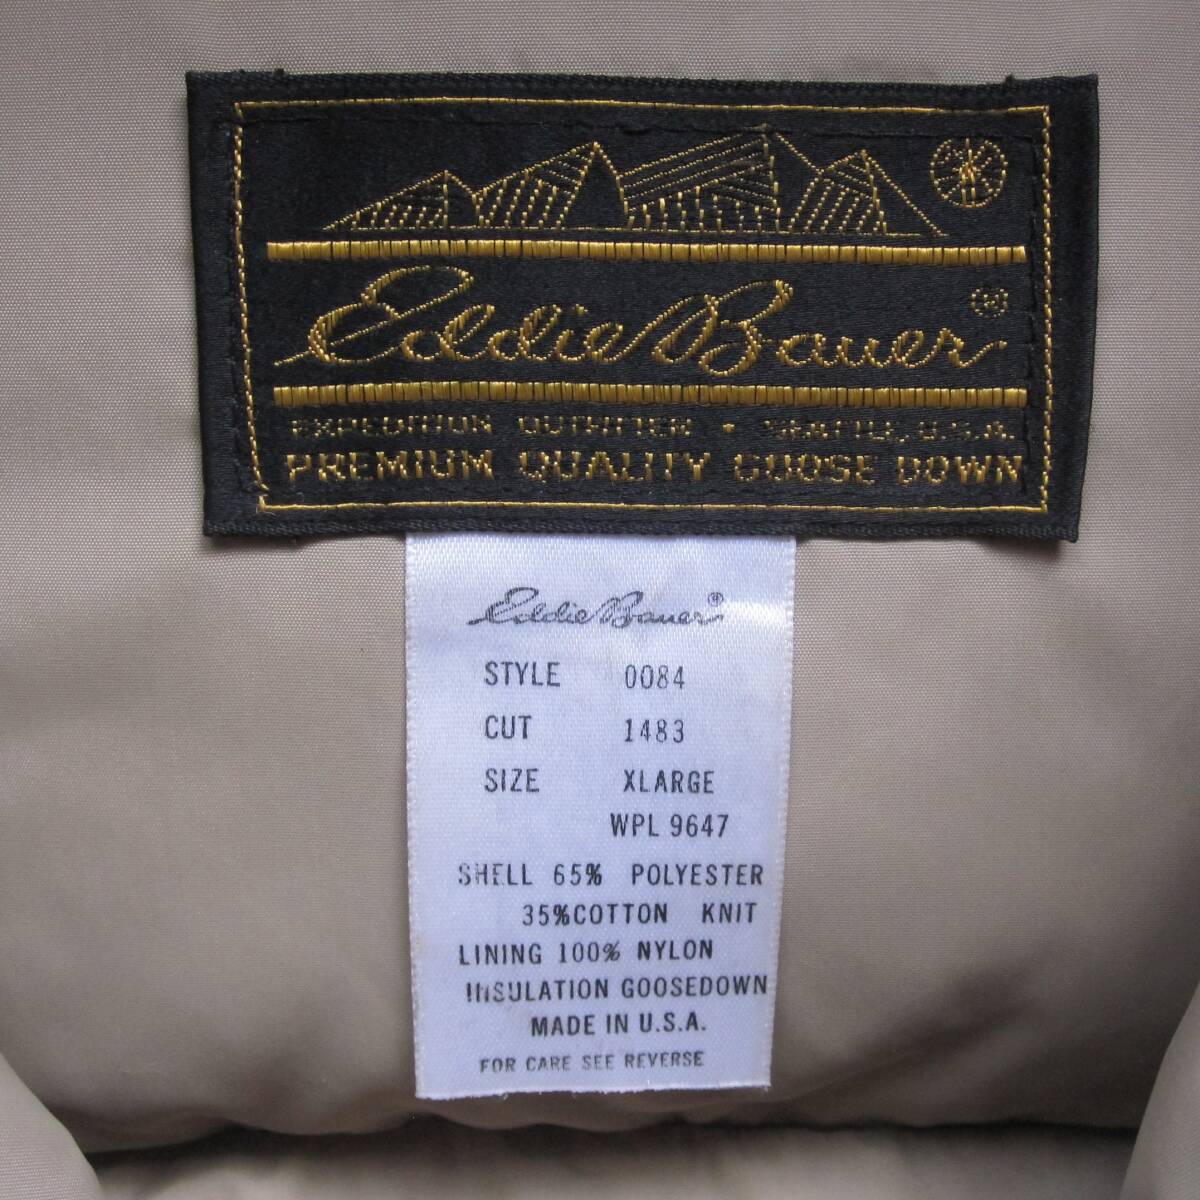 Eddie Bauer ®
EXPEDITION OUTFITTER • SEATTLE, U.S.A.
PREMIUM QUALITY GOOSE DOWN
Eddie Bauer®
STYLE 0084
CUT 1483
SIZE XLARGE
WPL 9647
SHELL 65% POLYESTER
35%COTTON KNIT
LINING 100% NYLON
INSULATION GOOSEDOWN
MADE IN U.S.A.
FOR CARE SEE REVERSE